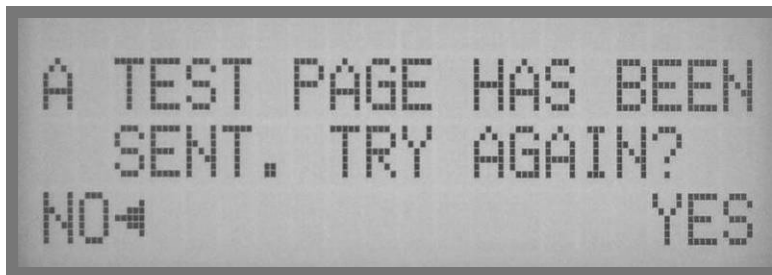 A TEST PAGE HAS BEEN
SENT. TRY AGAIN?
NO◄ YES